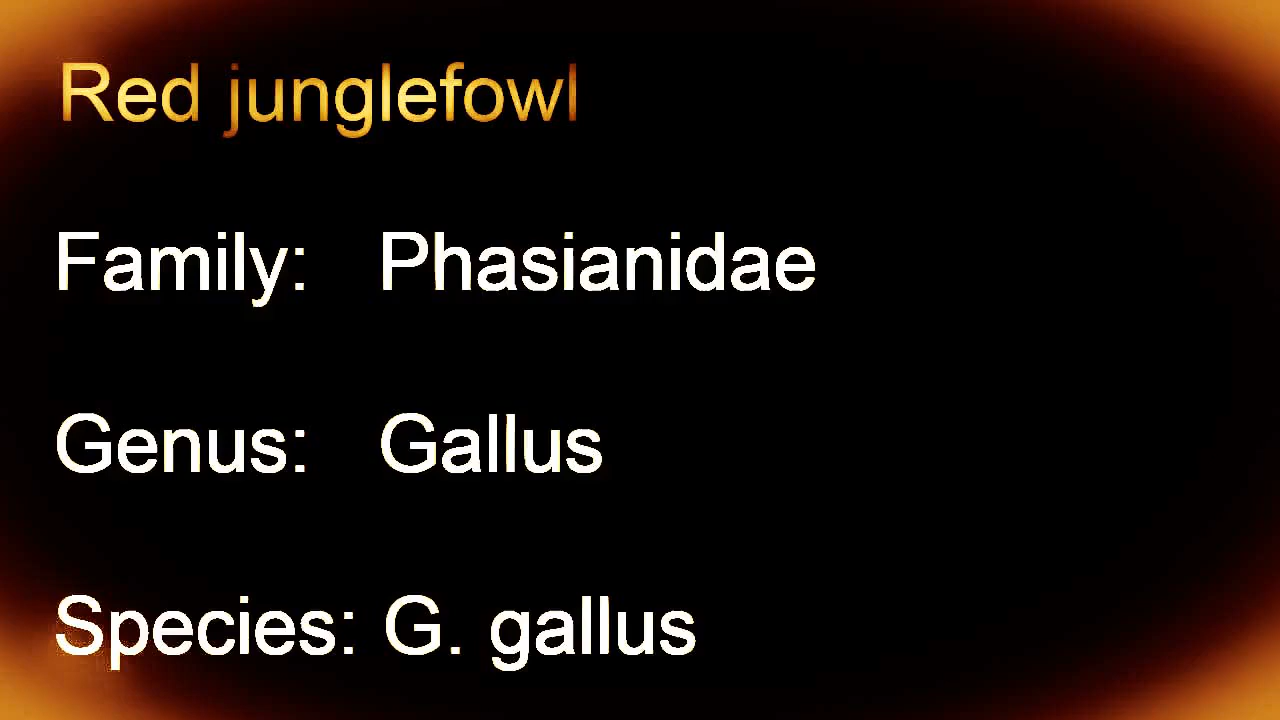 Red junglefowl
Family: Phasianidae
Genus: Gallus
Species: G. gallus